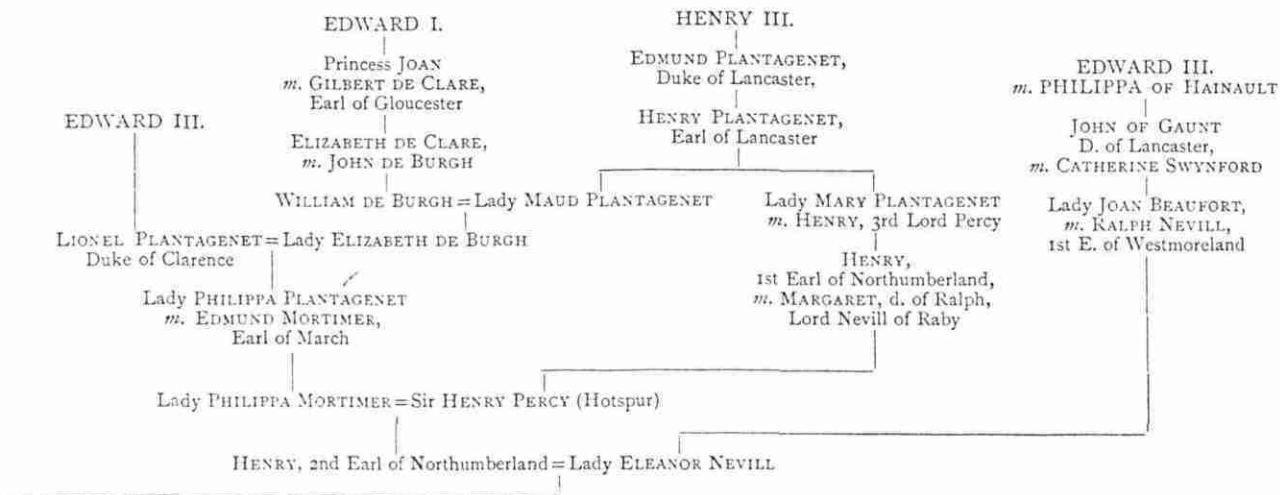 EDWARD I.
Princess JOAN
m. GILBERT DE CLARE,
Earl of Gloucester
ELIZABETH DE CLARE,
m. JOHN DE BURGH
HENRY III.
EDMUND PLANTAGENET,
Duke of Lancaster,
HENRY PLANTAGENET,
Earl of Lancaster
EDWARD III.
m. PHILIPPA OF HAINAULT
JOHN OF GAUNT
D. of Lancaster,
m. CATHERINE SWYNFORD
Lady JOAN BEAUFORT,
m. RALPH NEVILL,
1st E. of Westmoreland
EDWARD III.
WILLIAM DE BURGH = Lady MAUD PLANTAGENET
Lady MARY PLANTAGENET
m. HENRY, 3rd Lord Percy
LIONEL PLANTAGENET = Lady ELIZABETH DE BURGH
Duke of Clarence
HENRY,
1st Earl of Northumberland,
m. MARGARET, d. of Ralph,
Lord Nevill of Raby
Lady PHILIPPA PLANTAGENET
m. EDMUND MORTIMER,
Earl of March
Lady PHILIPPA MORTIMER = Sir HENRY PERCY (Hotspur)
HENRY, 2nd Earl of Northumberland = Lady ELEANOR NEVILL